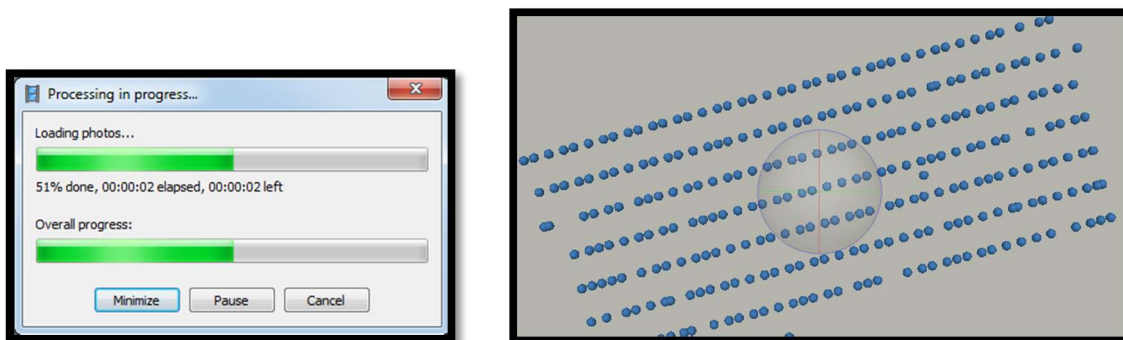 Processing in progress...
Loading photos...
51% done, 00:00:02 elapsed, 00:00:02 left
Overall progress:
Minimize Pause Cancel